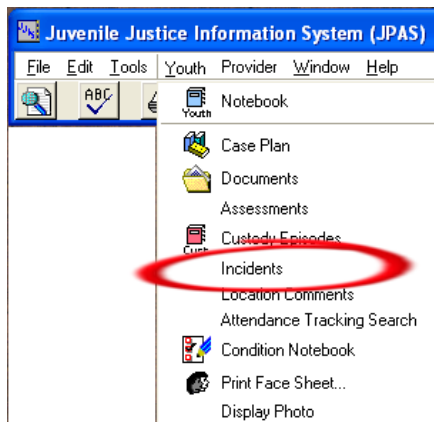 Juvenile Justice Information System (JPAS)
File Edit Tools Youth Provider Window Help
ABC
Youth Notebook
Case Plan
Documents
Assessments
Cust Custody Episodes
Incidents
Location Comments
Attendance Tracking Search
Condition Notebook
Print Face Sheet...
Display Photo